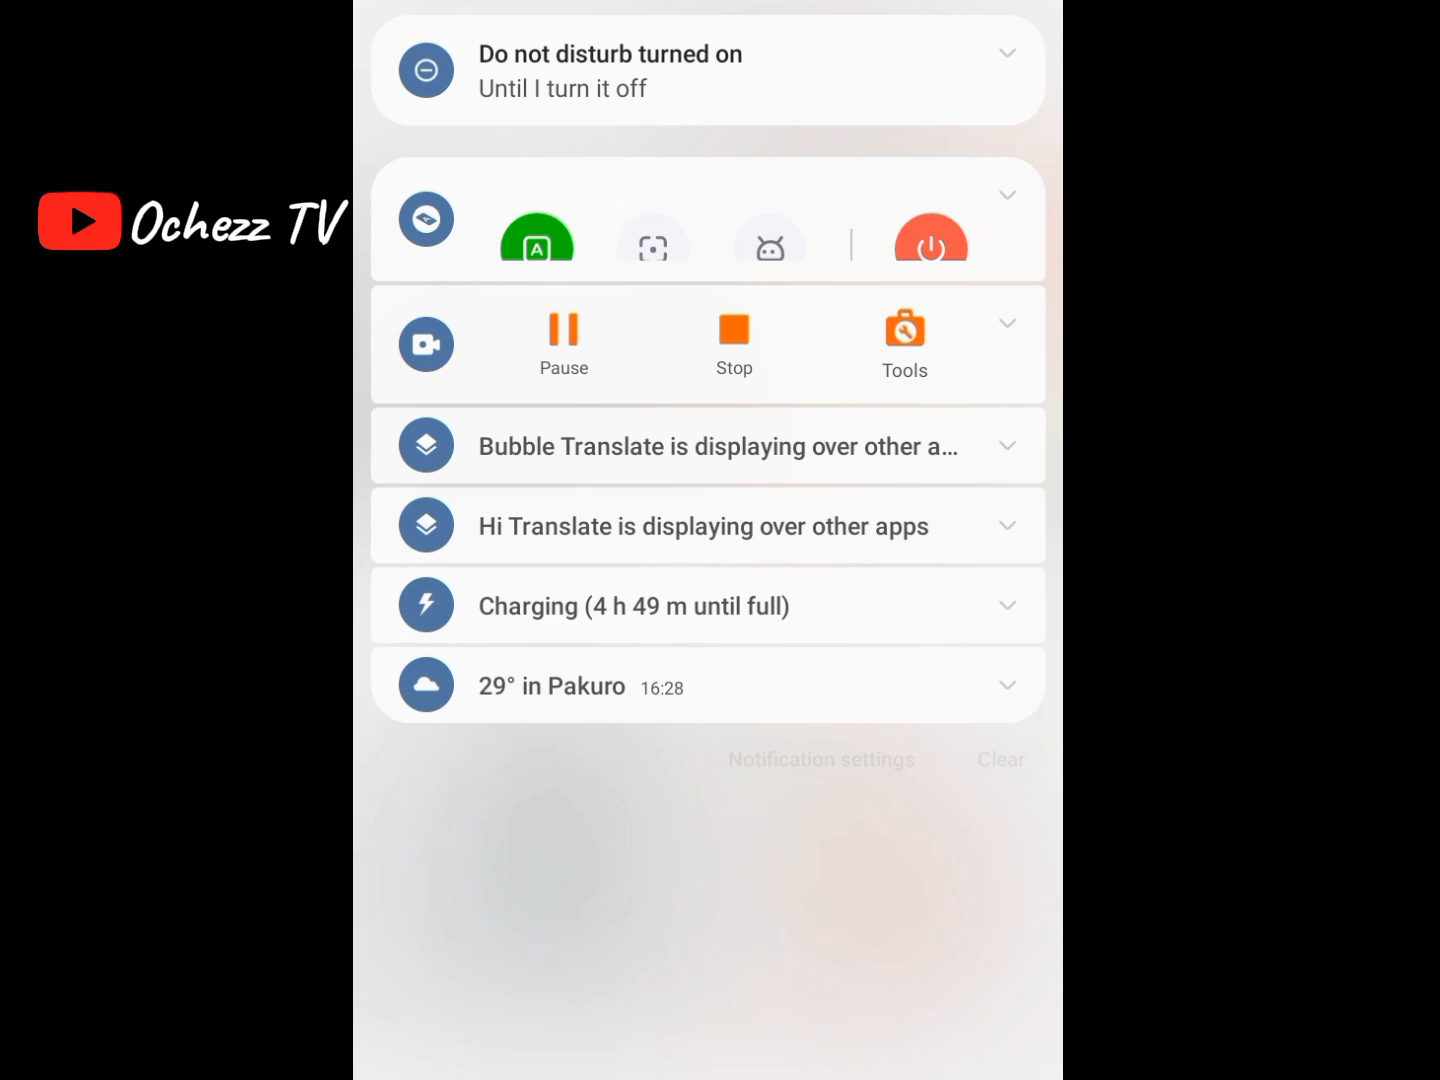 Do not disturb turned on
Until I turn it off
Ochezz TV
A
Pause
Stop
Tools
Bubble Translate is displaying over other a...
Hi Translate is displaying over other apps
Charging (4 h 49 m until full)
29° in Pakuro 16:28
Notification settings
Clear